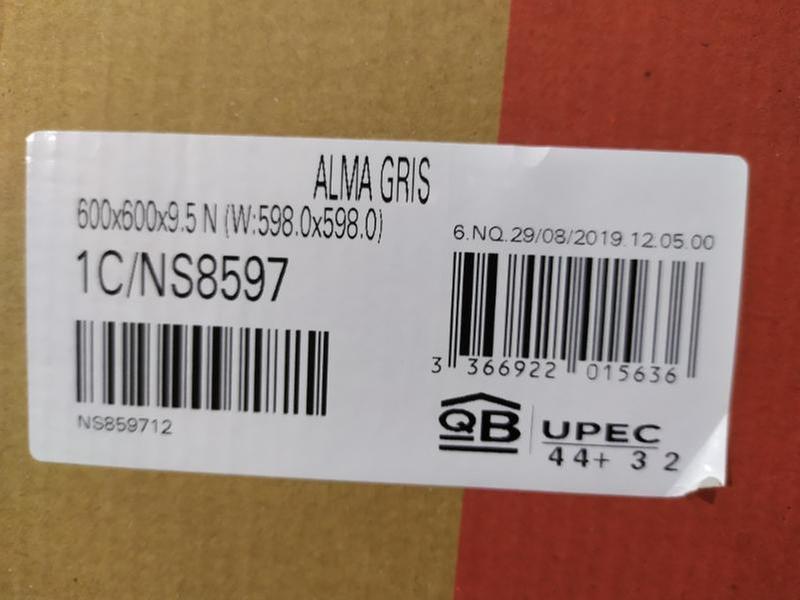 ALMA GRIS
600x600x9.5 N (W:598.0x598.0)
6.NQ.29/08/2019.12.05.00
1C/NS8597
3 366922 015636
NS859712
QB UPEC
44+ 3 2